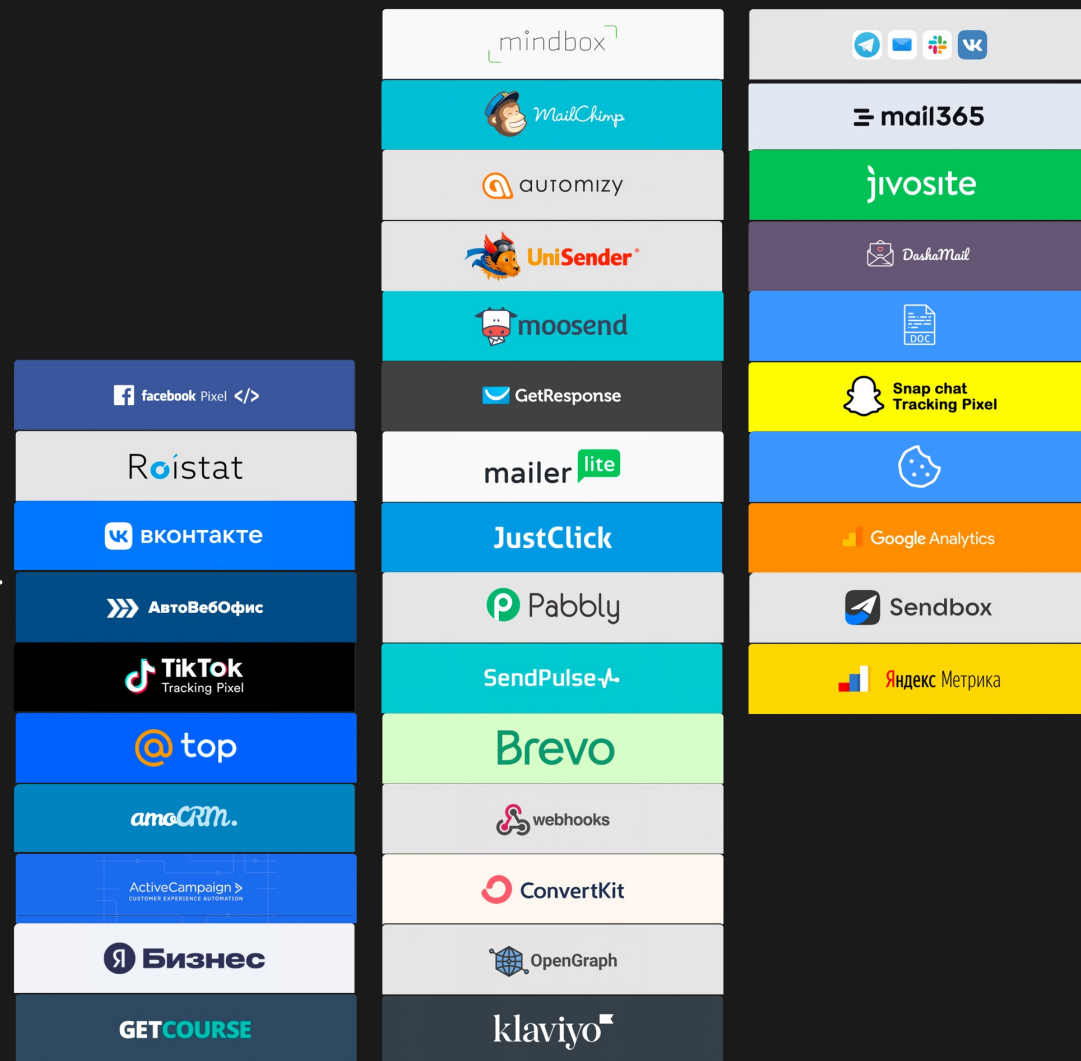 facebook Pixel </>
Roistat
вконтакте
АвтоВебОфис
TikTok
Tracking Pixel
@ top
amoCRM.
ActiveCampaign >
CUSTOMER EXPERIENCE AUTOMATION
Я Бизнес
GETCOURSE
mindbox
MailChimp
automizy
UniSender®
moosend
GetResponse
mailer lite
JustClick
Pabbly
SendPulse
Brevo
webhooks
ConvertKit
OpenGraph
klaviyo
mail365
jivosite
DashaMail
DOC
Snap chat
Tracking Pixel
Google Analytics
Sendbox
Яндекс Метрика